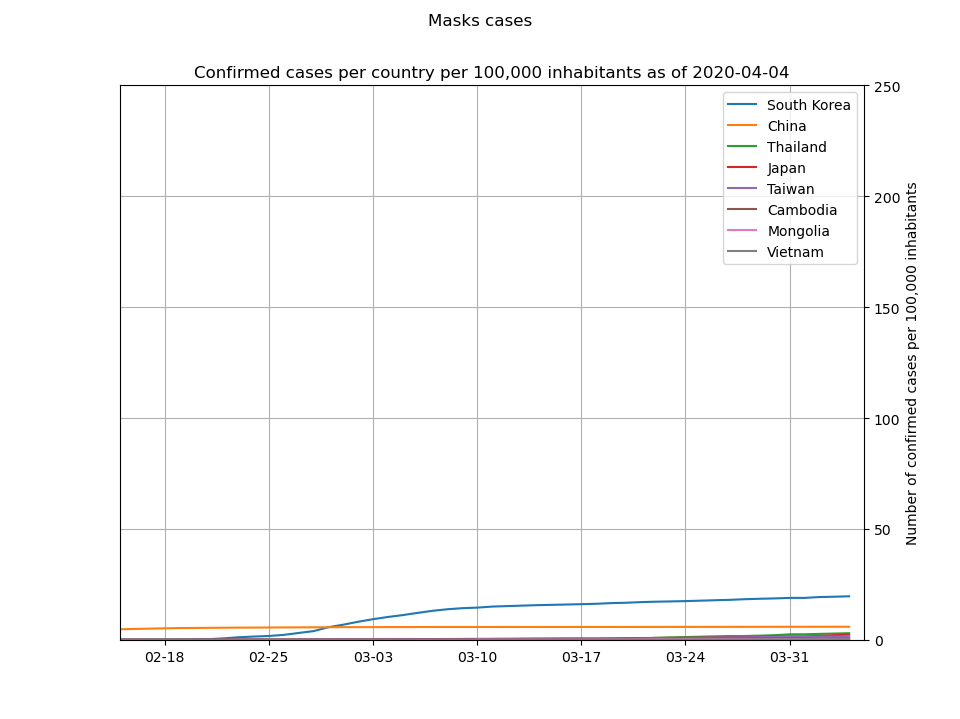 Masks cases
Confirmed cases per country per 100,000 inhabitants as of 2020-04-04
South Korea
China
Thailand
Japan
Taiwan
Cambodia
Mongolia
Vietnam
250
200
150
100
50
0
Number of confirmed cases per 100,000 inhabitants
02-18
02-25
03-03
03-10
03-17
03-24
03-31